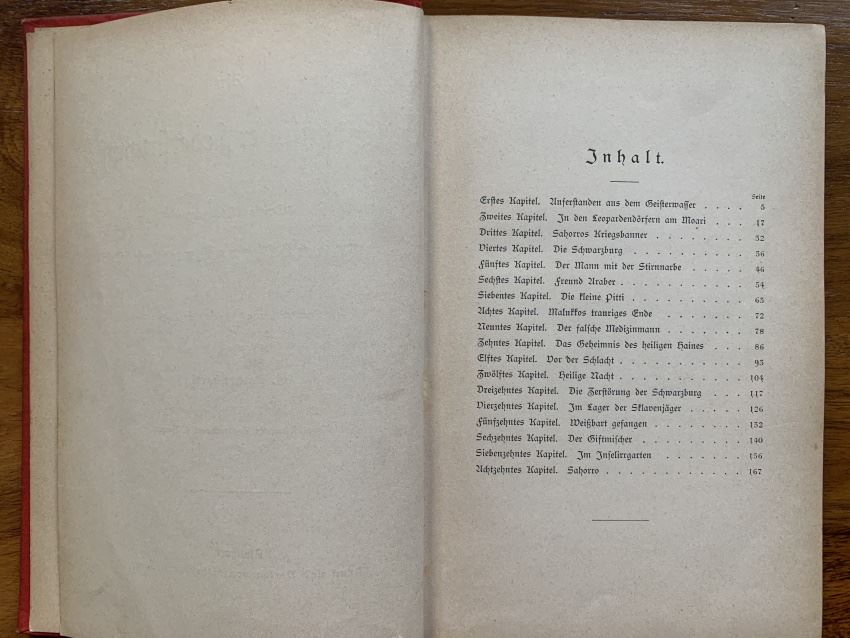 Inhalt.
Seite
Erstes Kapitel. Auferstanden aus dem Geisterwasser . . . . 5
Zweites Kapitel. In den Leopardendörfern am Moari . . . 17
Drittes Kapitel. Sahorros Kriegsbanner . . . . . . . . 32
Viertes Kapitel. Die Schwarzburg . . . . . . . . . . 36
Fünftes Kapitel. Der Mann mit der Stirnnarbe . . . . . 46
Sechstes Kapitel. Freund Araber . . . . . . . . . . . 54
Siebentes Kapitel. Die kleine Pitti . . . . . . . . . . 65
Achtes Kapitel. Malukkos trauriges Ende . . . . . . . 72
Neuntes Kapitel. Der falsche Medizinmann . . . . . . 78
Zehntes Kapitel. Das Geheimnis des heiligen Haines . . . 86
Elftes Kapitel. Vor der Schlacht . . . . . . . . . . . 95
Zwölftes Kapitel. Heilige Nacht . . . . . . . . . . . 104
Dreizehntes Kapitel. Die Zerstörung der Schwarzburg . . . 117
Vierzehntes Kapitel. Im Lager der Sklavenjäger . . . . . 126
Fünfzehntes Kapitel. Weißbart gefangen . . . . . . . 132
Sechzehntes Kapitel. Der Giftmischer . . . . . . . . . 140
Siebenzehntes Kapitel. Im Inselirrgarten . . . . . . . 156
Achtzehntes Kapitel. Sahorro . . . . . . . . . . . . 167